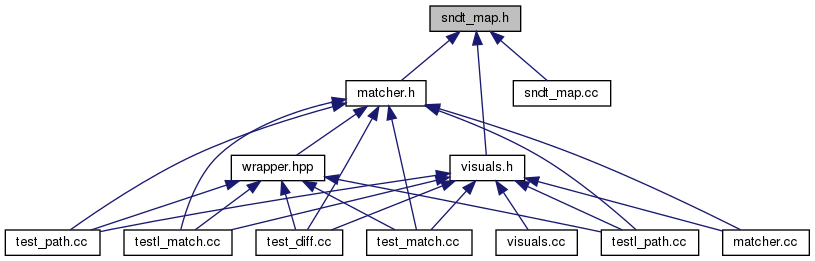 sndt_map.h
matcher.h
sndt_map.cc
wrapper.hpp
visuals.h
test_path.cc
testl_match.cc
test_diff.cc
test_match.cc
visuals.cc
testl_path.cc
matcher.cc